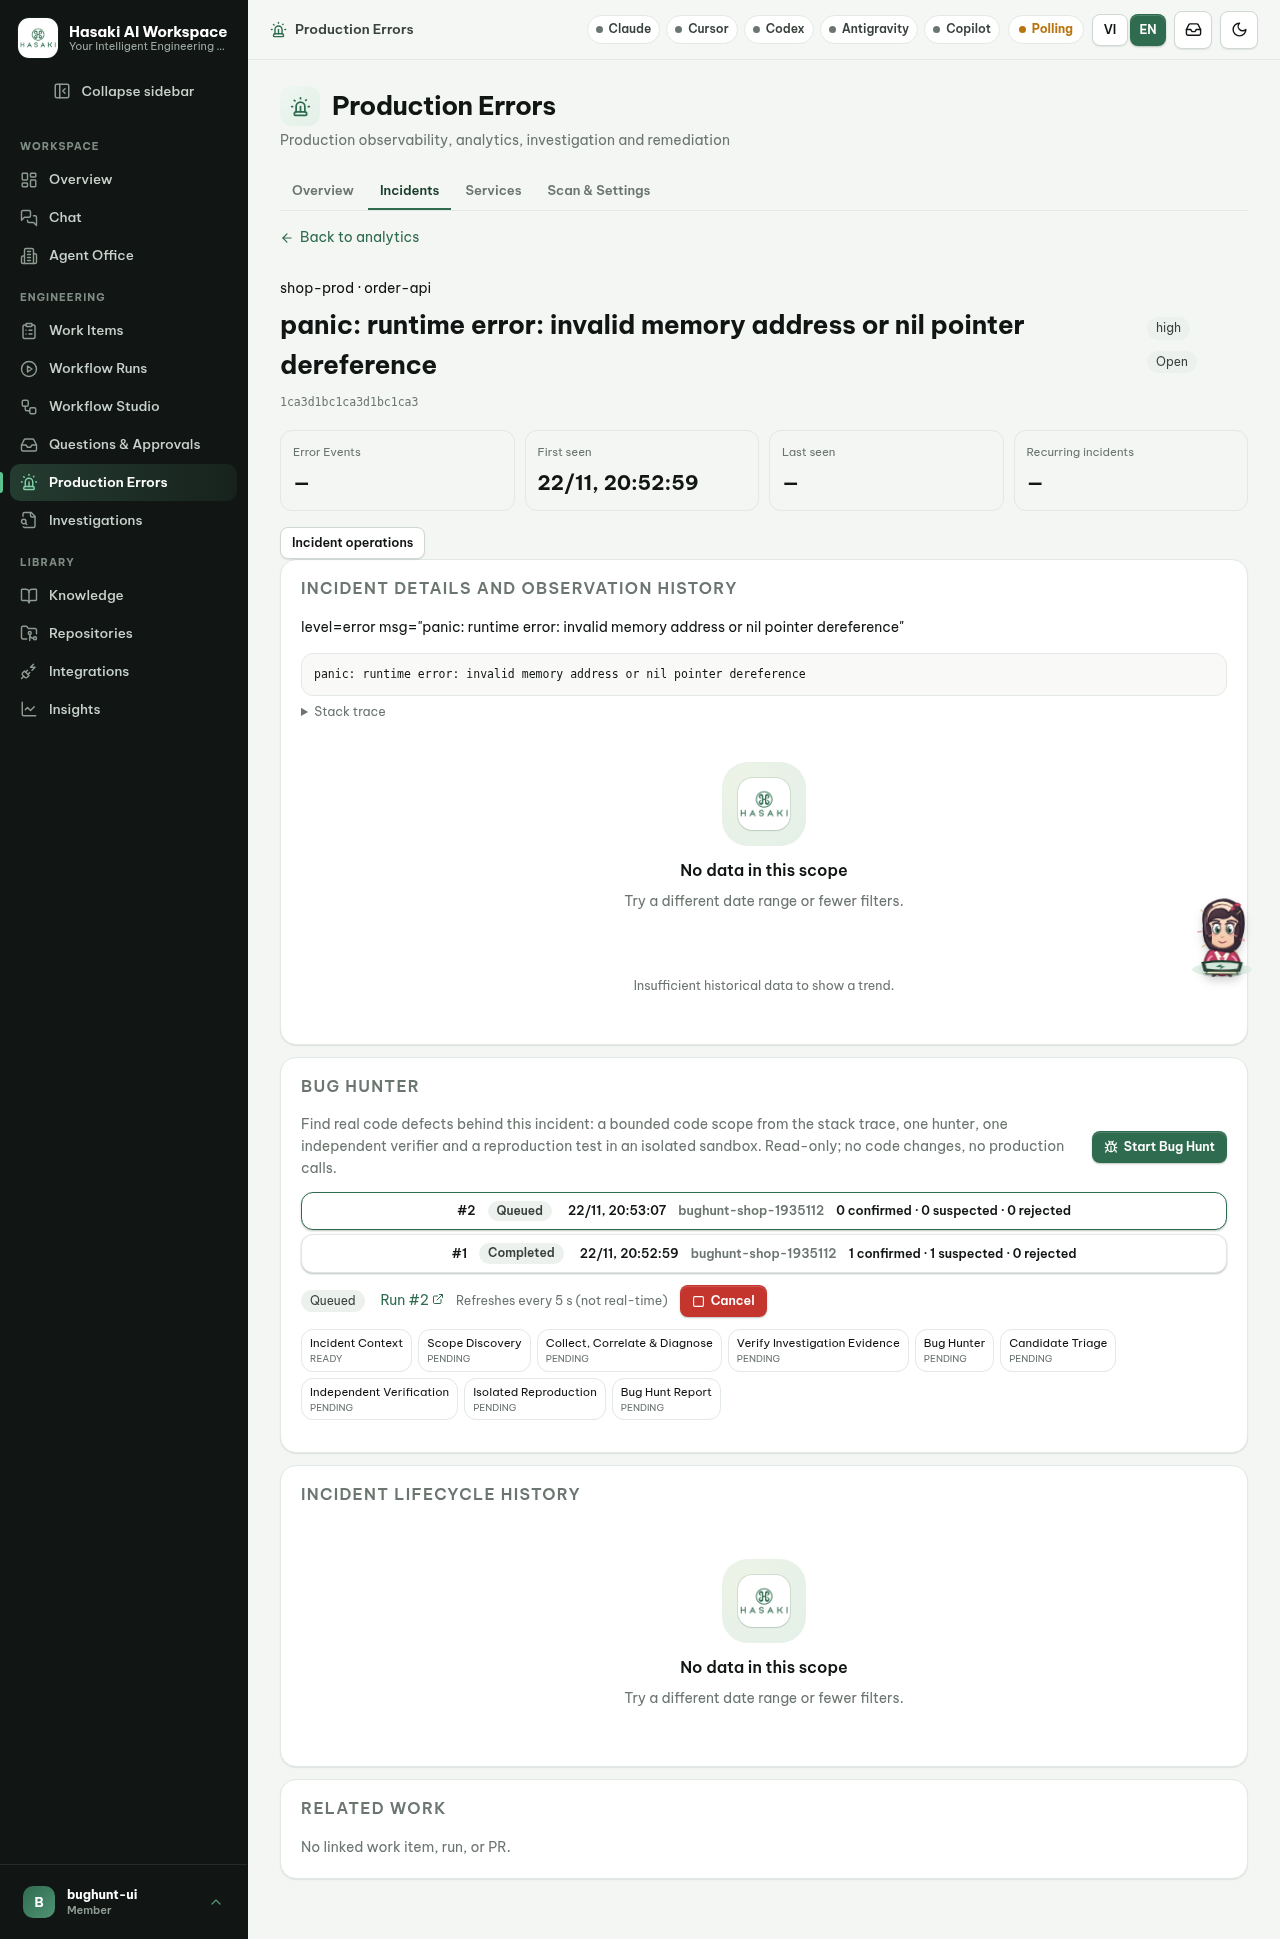 Hasaki AI Workspace
Your Intelligent Engineering ...
Collapse sidebar
WORKSPACE
Overview
Chat
Agent Office
ENGINEERING
Work Items
Workflow Runs
Workflow Studio
Questions & Approvals
Production Errors
Investigations
LIBRARY
Knowledge
Repositories
Integrations
Insights
B
bughunt-ui
Member
Production Errors
Claude
Cursor
Codex
Antigravity
Copilot
Polling
VI
EN
Production Errors
Production observability, analytics, investigation and remediation
Overview
Incidents
Services
Scan & Settings
Back to analytics
shop-prod · order-api
panic: runtime error: invalid memory address or nil pointer
dereference
high
Open
1ca3d1bc1ca3d1bc1ca3
Error Events
—
First seen
22/11, 20:52:59
Last seen
—
Recurring incidents
—
Incident operations
INCIDENT DETAILS AND OBSERVATION HISTORY
level=error msg="panic: runtime error: invalid memory address or nil pointer dereference"
panic: runtime error: invalid memory address or nil pointer dereference
Stack trace
HASAKI
No data in this scope
Try a different date range or fewer filters.
Insufficient historical data to show a trend.
BUG HUNTER
Find real code defects behind this incident: a bounded code scope from the stack trace, one hunter, one
independent verifier and a reproduction test in an isolated sandbox. Read-only; no code changes, no production
calls.
Start Bug Hunt
#2 Queued 22/11, 20:53:07 bughunt-shop-1935112 0 confirmed · 0 suspected · 0 rejected
#1 Completed 22/11, 20:52:59 bughunt-shop-1935112 1 confirmed · 1 suspected · 0 rejected
Queued Run #2 Refreshes every 5 s (not real-time) Cancel
Incident Context
READY
Scope Discovery
PENDING
Collect, Correlate & Diagnose
PENDING
Verify Investigation Evidence
PENDING
Bug Hunter
PENDING
Candidate Triage
PENDING
Independent Verification
PENDING
Isolated Reproduction
PENDING
Bug Hunt Report
PENDING
INCIDENT LIFECYCLE HISTORY
HASAKI
No data in this scope
Try a different date range or fewer filters.
RELATED WORK
No linked work item, run, or PR.